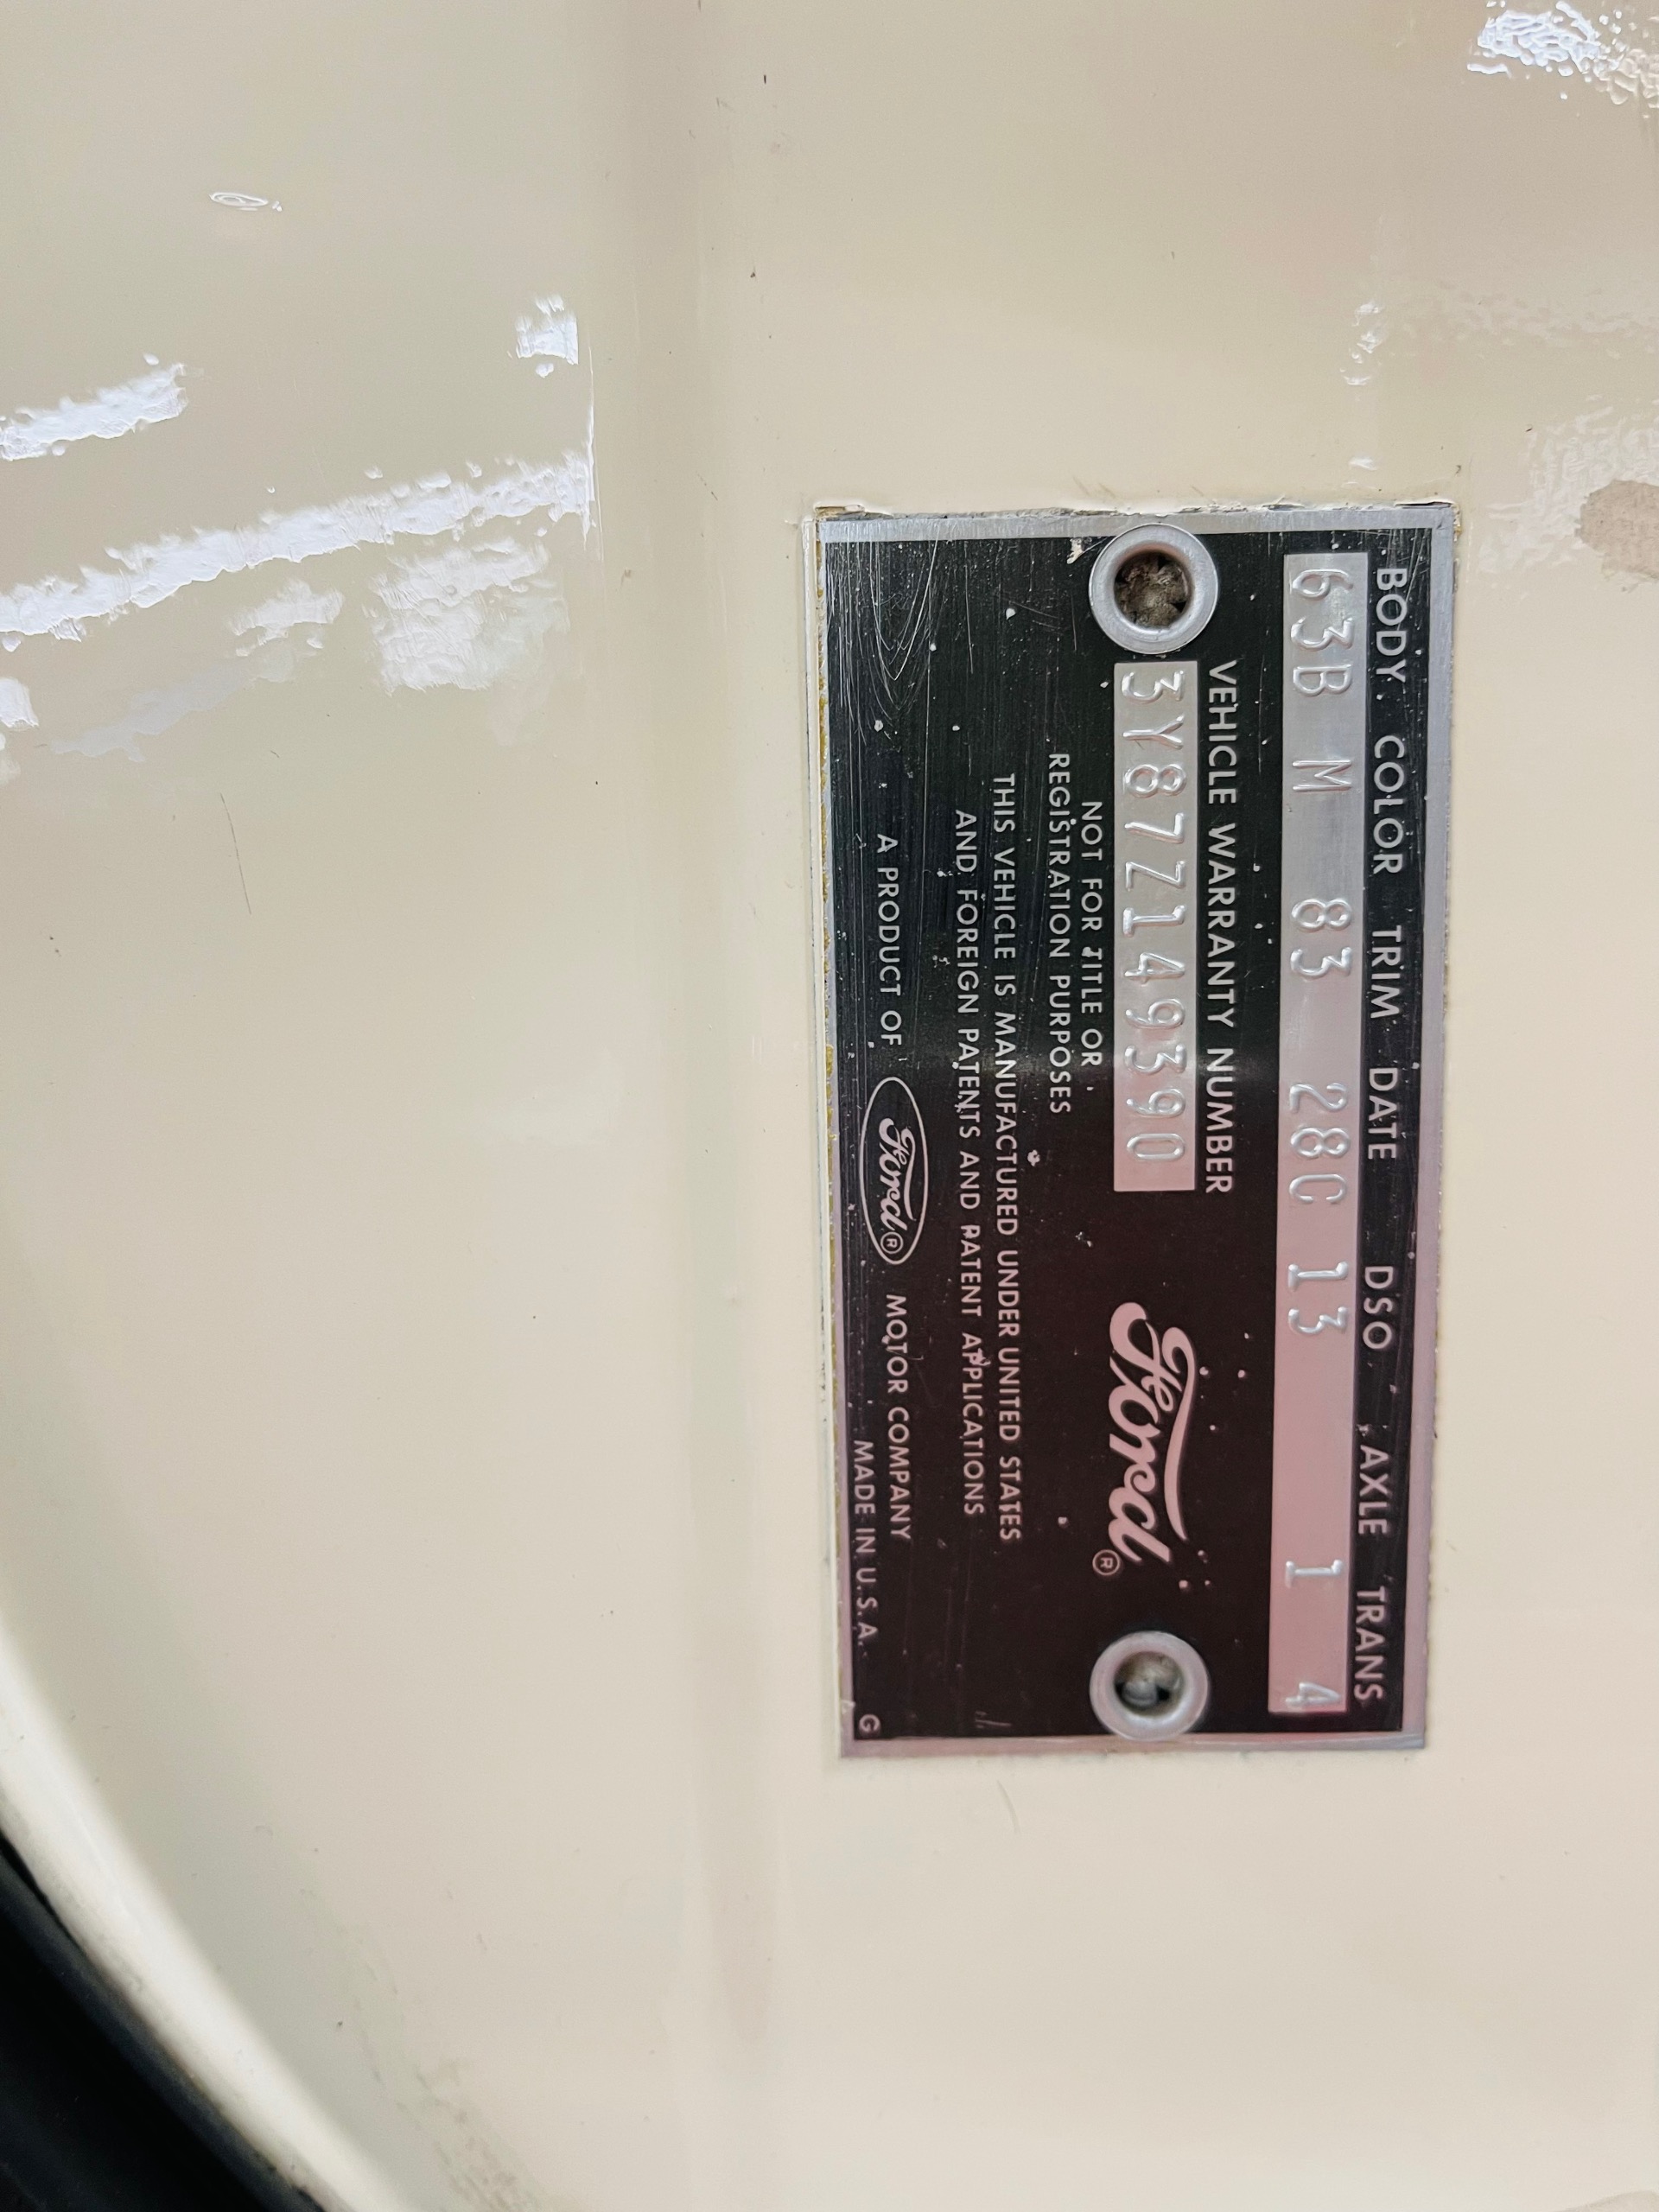 BODY COLOR TRIM DATE DSO AXLE TRANS
63B M 83 28C 13 1 4
VEHICLE WARRANTY NUMBER
3Y87Z149390
NOT FOR TITLE OR
REGISTRATION PURPOSES
Ford®
THIS VEHICLE IS MANUFACTURED UNDER UNITED STATES
AND FOREIGN PATENTS AND PATENT APPLICATIONS
A PRODUCT OF Ford® MOTOR COMPANY
MADE IN U.S.A. G